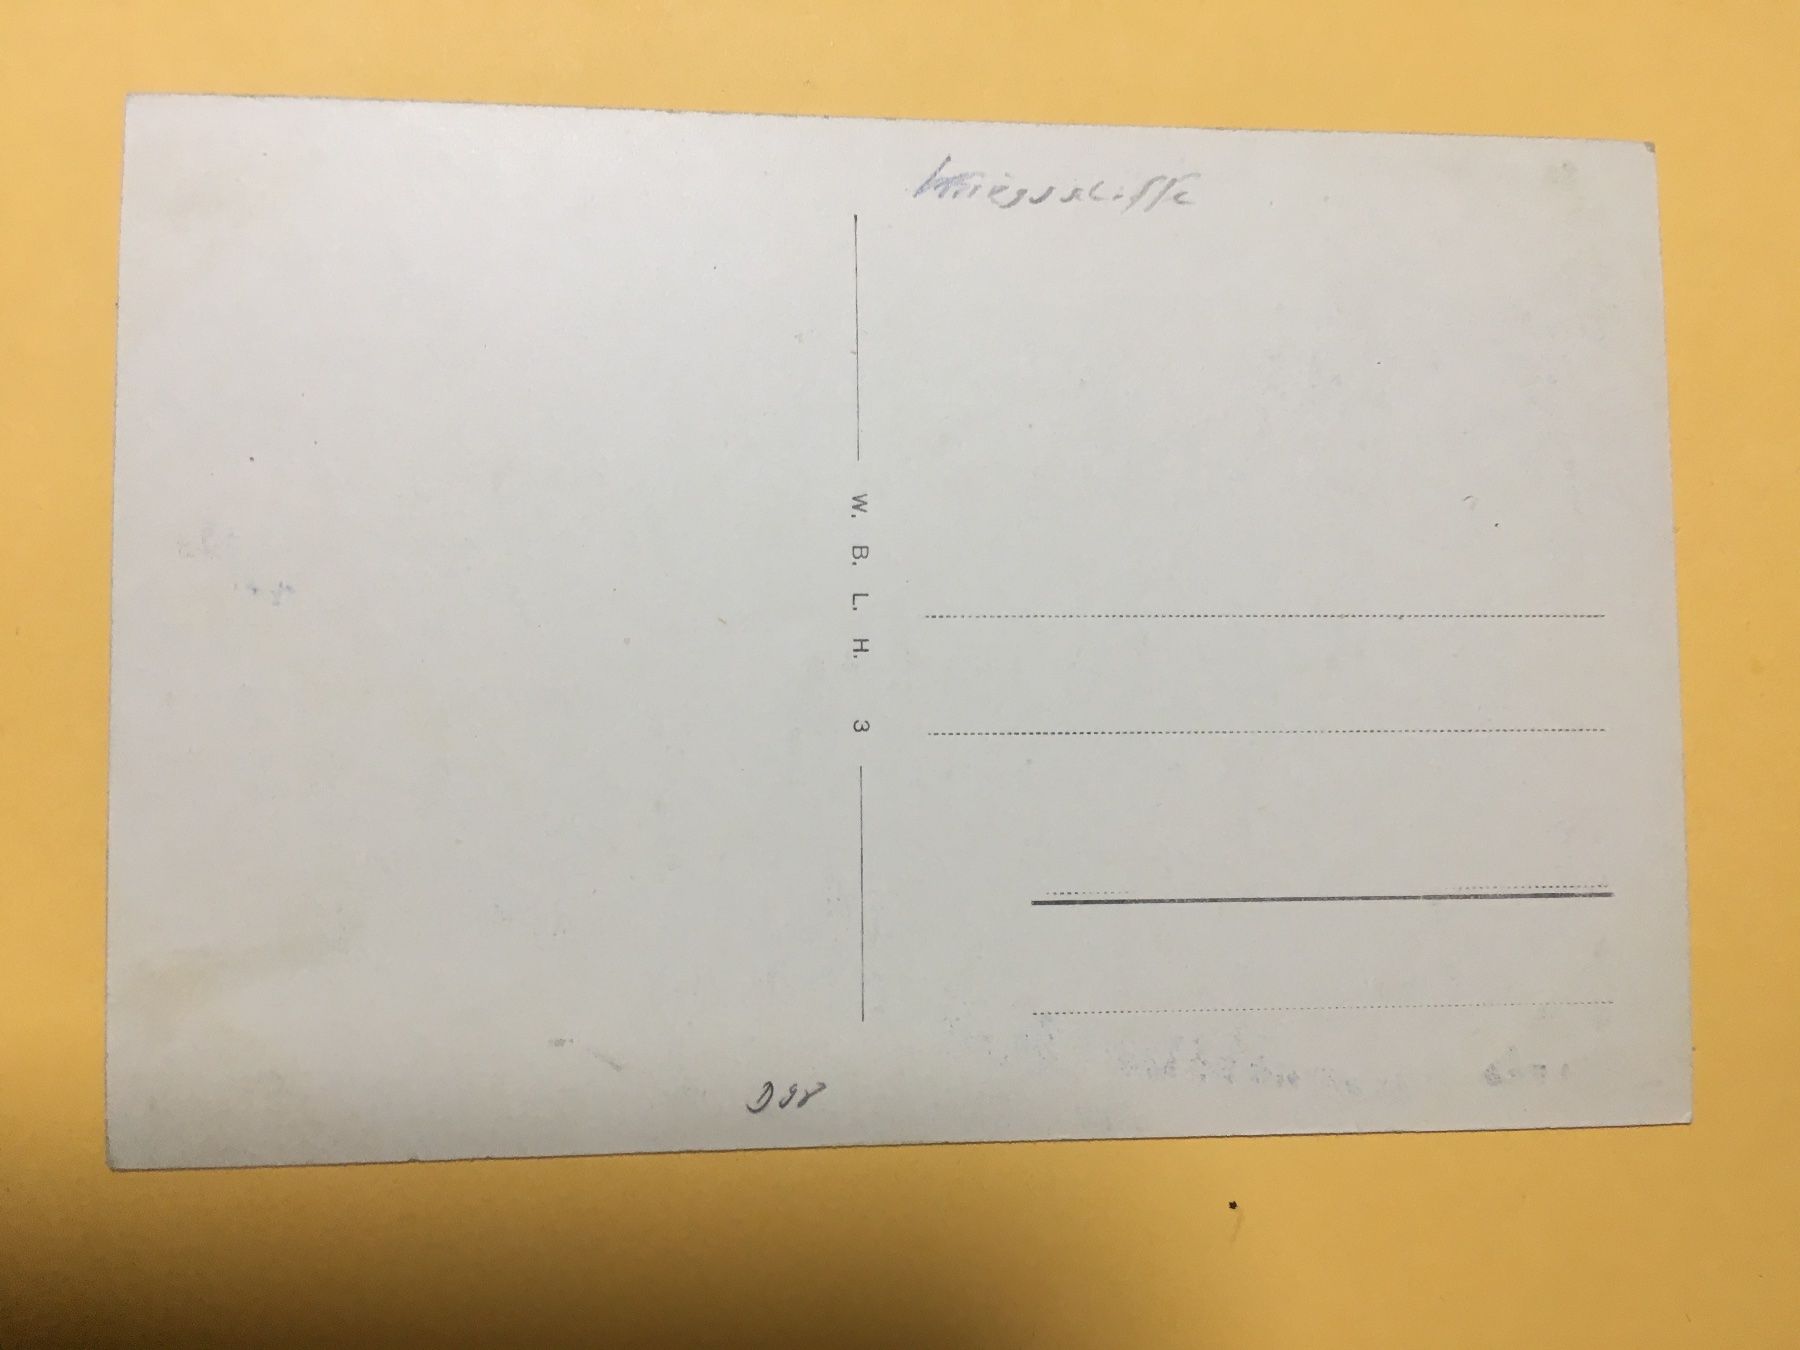 Kriegsschiffe
W. B. L. H. 3